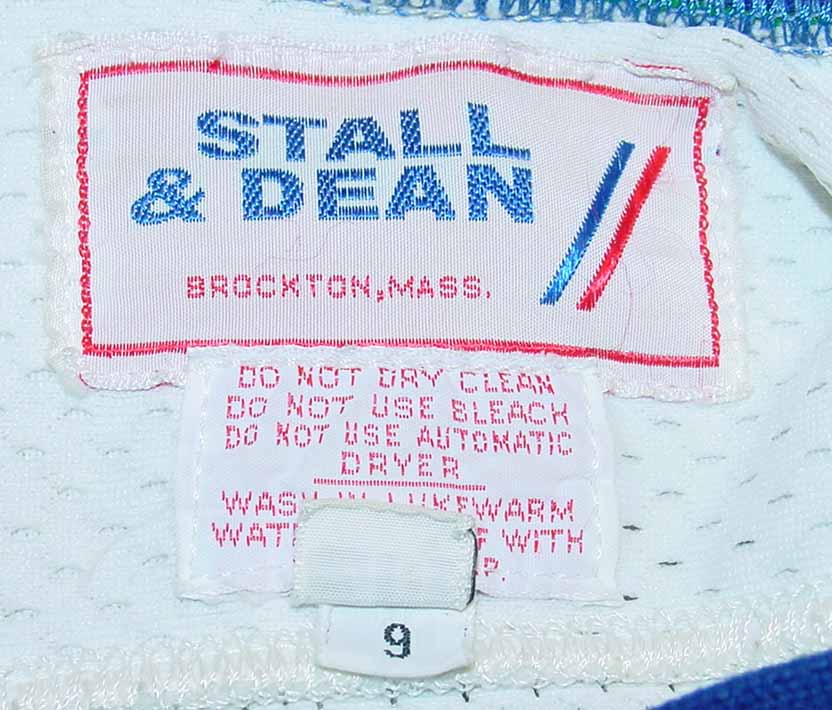 STALL
& DEAN
BROCKTON, MASS.
DO NOT DRY CLEAN
DO NOT USE BLEACH
DO NOT USE AUTOMATIC
DRYER
WASH IN LUKEWARM
WITH
9